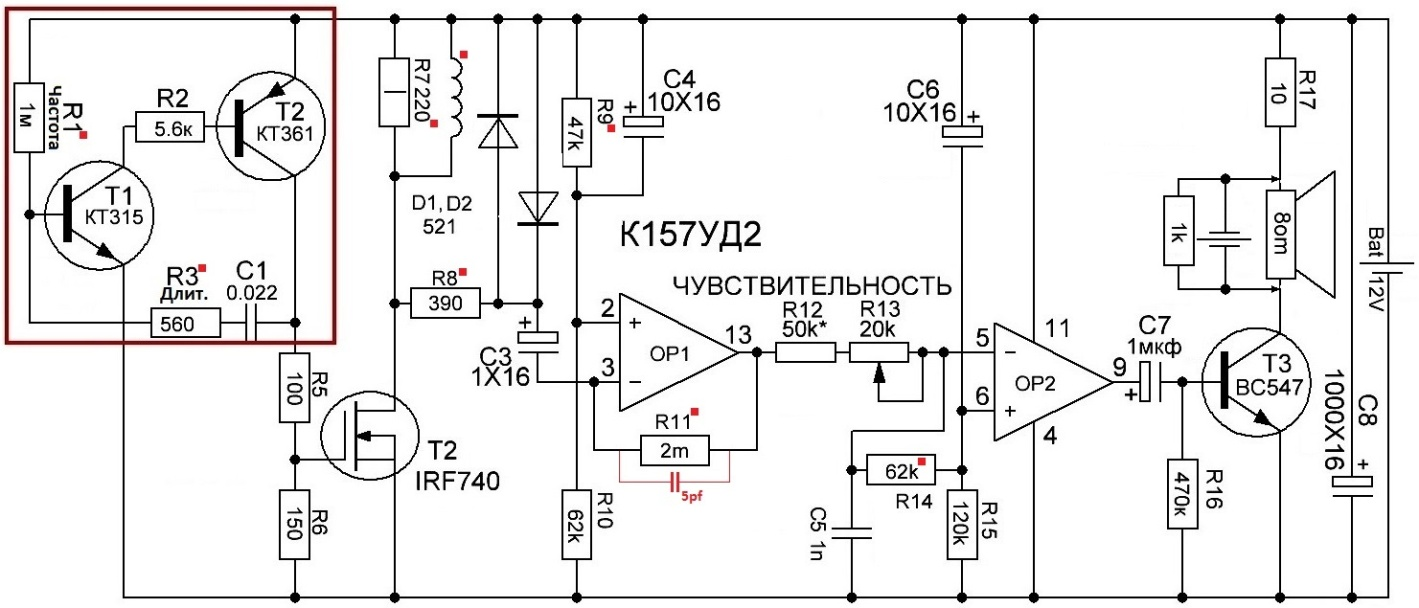 R1
Частота
1м
R2
5.6к
T2
КТ361
T1
КТ315
R3
Длит.
560
C1
0.022
R5
100
R6
150
R7 220
D1, D2
521
R8
390
T2
IRF740
C3
1X16
R9
47k
C4
10X16
К157УД2
2
+
3
−
OP1
13
R11
2m
5pf
R10
62k
ЧУВСТВИТЕЛЬНОСТЬ
R12
50k*
R13
20k
C6
10X16
5
−
6
+
OP2
11
4
9
62k
R14
C5 1n
R15
120k
C7
1мкф
+
R16
470к
T3
BC547
R17
10
1k
8om
Bat
12V
C8
1000X16
+